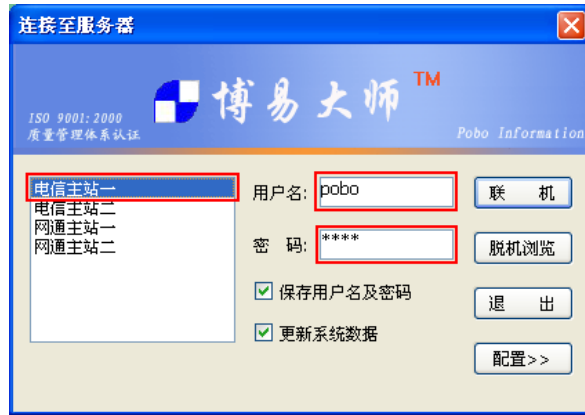 连接至服务器
博易大师 TM
ISO 9001:2000
质量管理体系认证
Pobo Information
电信主站一
电信主站二
网通主站一
网通主站二
用户名: pobo
密 码: ****
保存用户名及密码
更新系统数据
联 机
脱机浏览
退 出
配置>>